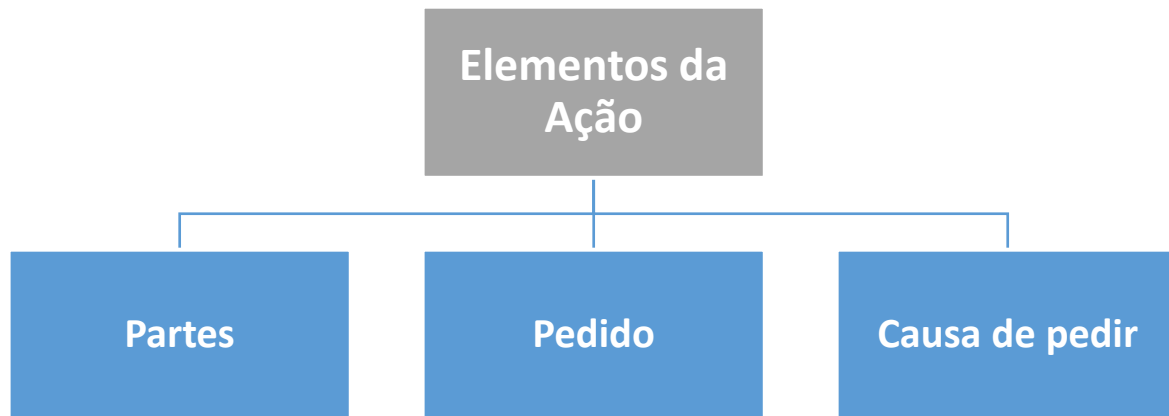 Elementos da
Ação
Partes
Pedido
Causa de pedir